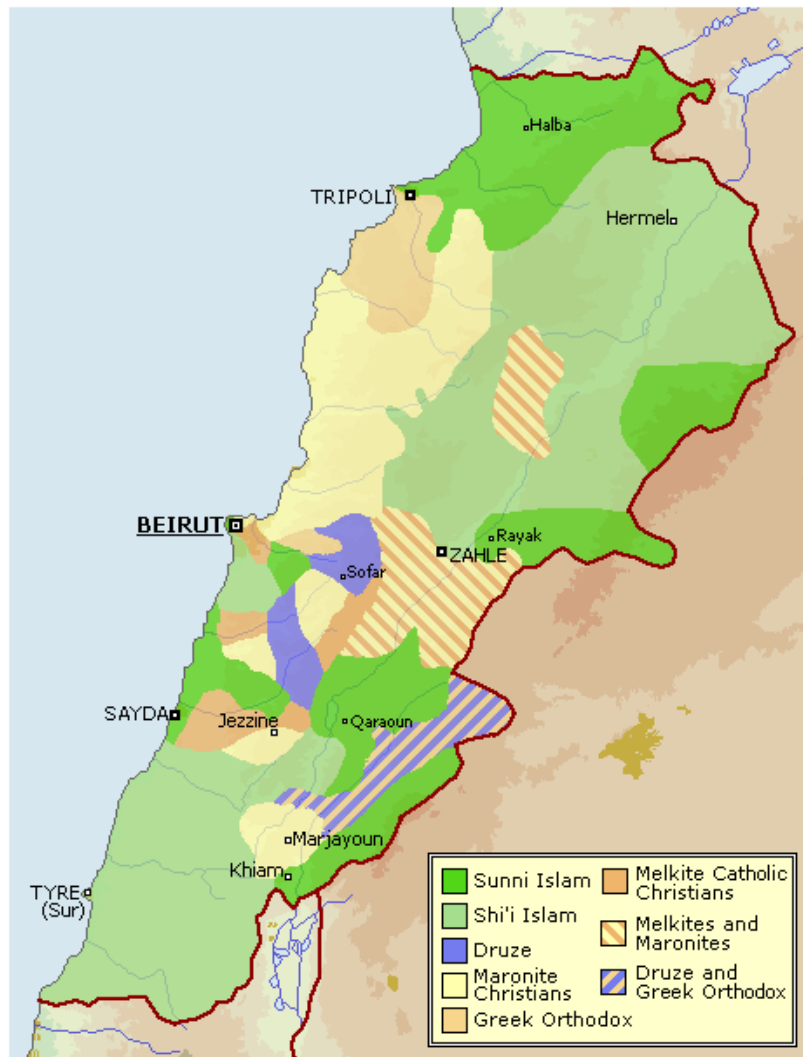 Halba
TRIPOLI
Hermel
BEIRUT
Rayak
ZAHLE
Sofar
SAYDA
Jezzine
Qaraoun
Marjayoun
Khiam
TYRE
(Sur)
Sunni Islam
Shi'i Islam
Druze
Maronite
Christians
Greek Orthodox
Melkite Catholic
Christians
Melkites and
Maronites
Druze and
Greek Orthodox